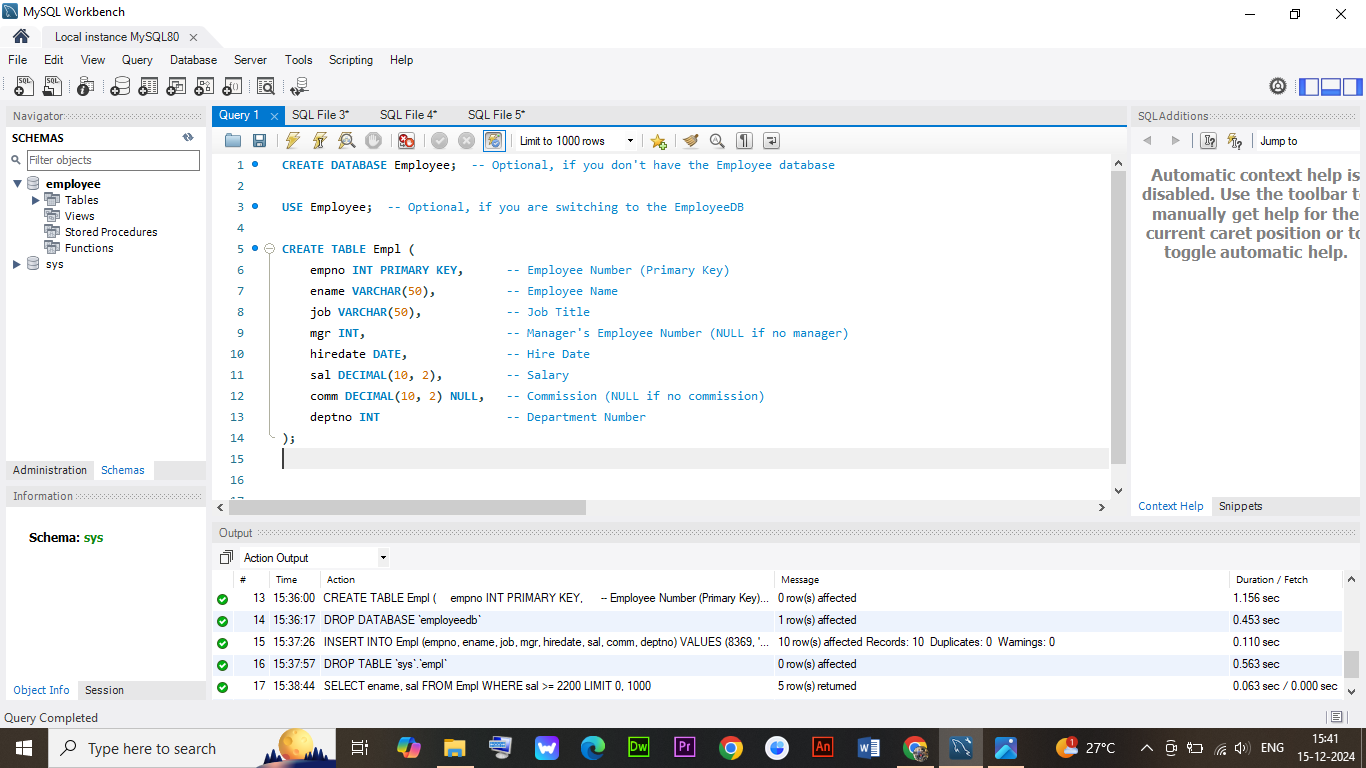 MySQL Workbench
Local instance MySQL80
File Edit View Query Database Server Tools Scripting Help
Navigator
SCHEMAS
Filter objects
employee
Tables
Views
Stored Procedures
Functions
sys
Administration Schemas
Information
Schema: sys
Object Info Session
Query 1 SQL File 3* SQL File 4* SQL File 5*
Limit to 1000 rows
1 CREATE DATABASE Employee;  -- Optional, if you don't have the Employee database
2
3 USE Employee;  -- Optional, if you are switching to the EmployeeDB
4
5 CREATE TABLE Empl (
6 empno INT PRIMARY KEY,      -- Employee Number (Primary Key)
7 ename VARCHAR(50),          -- Employee Name
8 job VARCHAR(50),            -- Job Title
9 mgr INT,                    -- Manager's Employee Number (NULL if no manager)
10 hiredate DATE,              -- Hire Date
11 sal DECIMAL(10, 2),         -- Salary
12 comm DECIMAL(10, 2) NULL,   -- Commission (NULL if no commission)
13 deptno INT                  -- Department Number
14 );
15
16
SQLAdditions
Jump to
Automatic context help is
disabled. Use the toolbar
manually get help for the
current caret position or to
toggle automatic help.
Context Help Snippets
Output
Action Output
# Time Action Message Duration / Fetch
13 15:36:00 CREATE TABLE Empl (     empno INT PRIMARY KEY,      -- Employee Number (Primary Key)... 0 row(s) affected 1.156 sec
14 15:36:17 DROP DATABASE `employeedb` 1 row(s) affected 0.453 sec
15 15:37:26 INSERT INTO Empl (empno, ename, job, mgr, hiredate, sal, comm, deptno) VALUES (8369, '... 10 row(s) affected Records: 10  Duplicates: 0  Warnings: 0 0.110 sec
16 15:37:57 DROP TABLE `sys`.`empl` 0 row(s) affected 0.563 sec
17 15:38:44 SELECT ename, sal FROM Empl WHERE sal >= 2200 LIMIT 0, 1000 5 row(s) returned 0.063 sec / 0.000 sec
Query Completed
Type here to search
27°C
ENG
15:41
15-12-2024